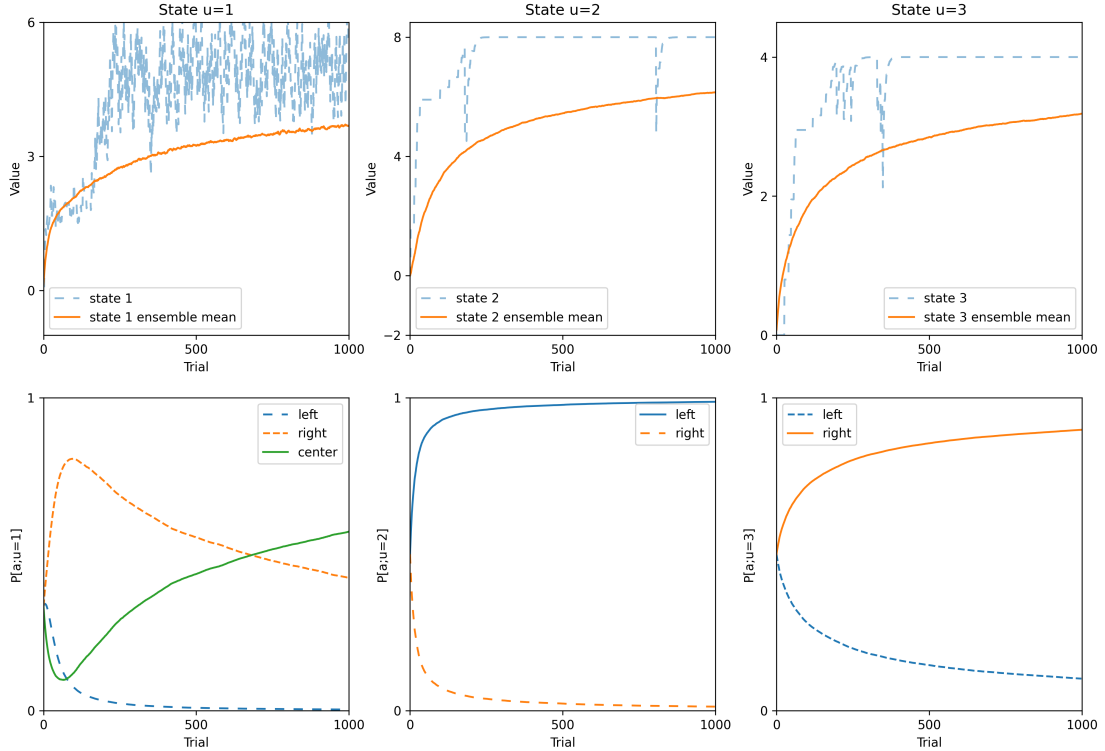 State u=1
6
3
0
Value
state 1
state 1 ensemble mean
0
500
1000
Trial
State u=2
8
4
0
−2
Value
state 2
state 2 ensemble mean
0
500
1000
Trial
State u=3
4
2
0
Value
state 3
state 3 ensemble mean
0
500
1000
Trial
1
0
P[a;u=1]
left
right
center
0
500
1000
Trial
1
0
P[a;u=2]
left
right
0
500
1000
Trial
1
0
P[a;u=3]
left
right
0
500
1000
Trial